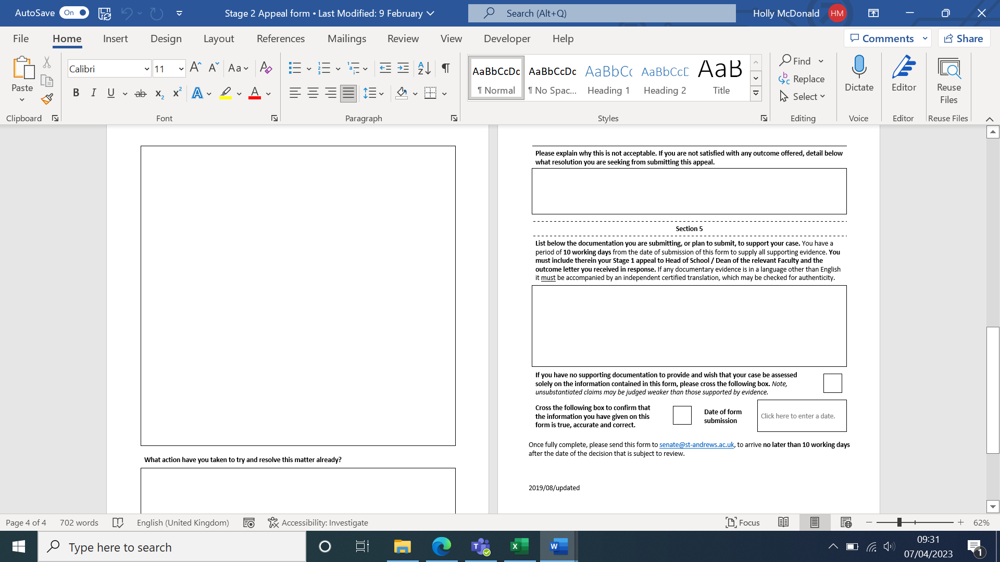 AutoSave On
Stage 2 Appeal form • Last Modified: 9 February
Search (Alt+Q)
Holly McDonald HM
File Home Insert Design Layout References Mailings Review View Developer Help
Comments Share
Paste
Clipboard
Calibri 11
Aa
B I U ab x2 x2 A A
Font
Paragraph
AaBbCcDc AaBbCcDc AaBbCc AaBbCcD AaB
¶ Normal ¶ No Spac... Heading 1 Heading 2 Title
Styles
Find
Replace
Select
Editing
Dictate
Voice
Editor
Editor
Reuse
Files
Reuse Files
What action have you taken to try and resolve this matter already?
Please explain why this is not acceptable. If you are not satisfied with any outcome offered, detail below
what resolution you are seeking from submitting this appeal.
Section 5
List below the documentation you are submitting, or plan to submit, to support your case. You have a
period of 10 working days from the date of submission of this form to supply all supporting evidence. You
must include therein your Stage 1 appeal to Head of School / Dean of the relevant Faculty and the
outcome letter you received in response. If any documentary evidence is in a language other than English
it must be accompanied by an independent certified translation, which may be checked for authenticity.
If you have no supporting documentation to provide and wish that your case be assessed
solely on the information contained in this form, please cross the following box. Note,
unsubstantiated claims may be judged weaker than those supported by evidence.
Cross the following box to confirm that
the information you have given on this
form is true, accurate and correct.
Date of form
submission
Click here to enter a date.
Once fully complete, please send this form to senate@st-andrews.ac.uk, to arrive no later than 10 working days
after the date of the decision that is subject to review.
2019/08/updated
Page 4 of 4 702 words English (United Kingdom) Accessibility: Investigate
Focus 62%
Type here to search
09:31
07/04/2023
1